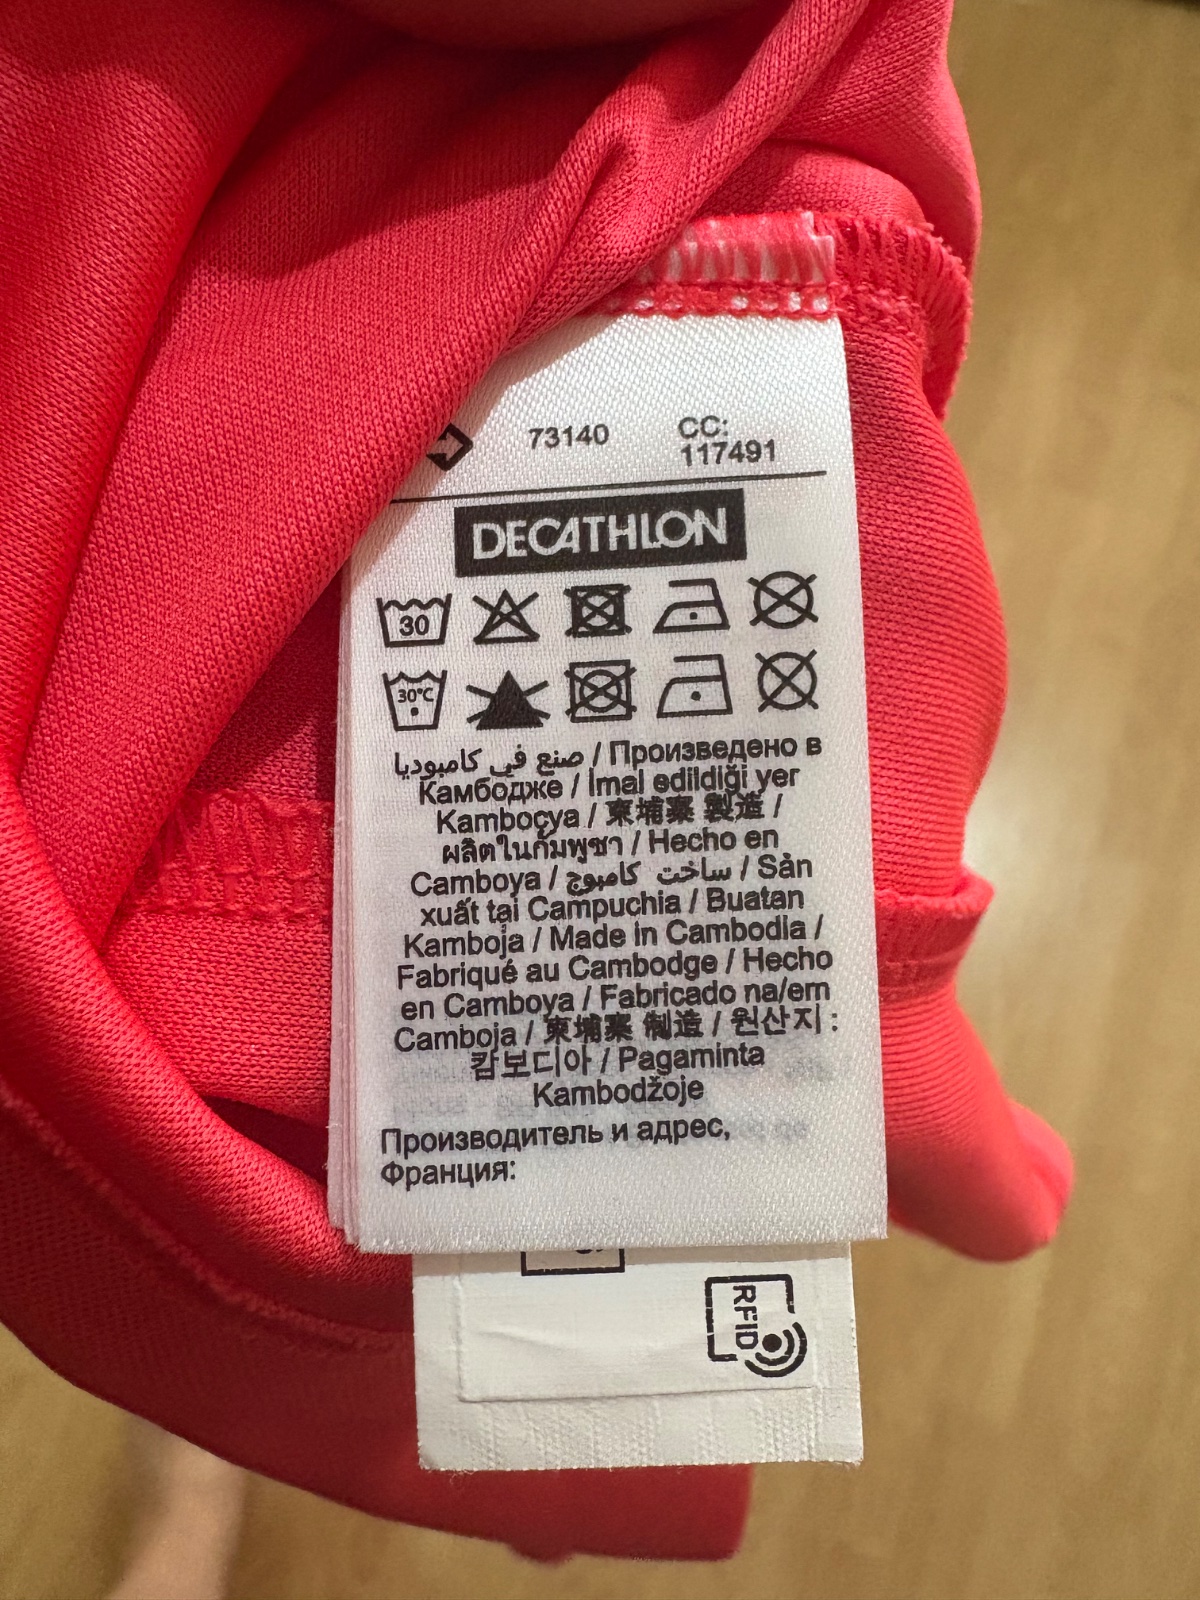 73140
CC:
117491
DECATHLON
30
30°C
صنع في كامبوديا / Произведено в
Камбодже / İmal edildiği yer
Kamboçya / 柬埔寨 製造 /
ผลิตในกัมพูชา / Hecho en
Camboya / ساخت كامبوج / Sản
xuất tại Campuchia / Buatan
Kamboja / Made in Cambodia /
Fabriqué au Cambodge / Hecho
en Camboya / Fabricado na/em
Camboja / 柬埔寨 制造 / 원산지 :
캄보디아 / Pagaminta
Kambodžoje
Производитель и адрес,
Франция:
RFID